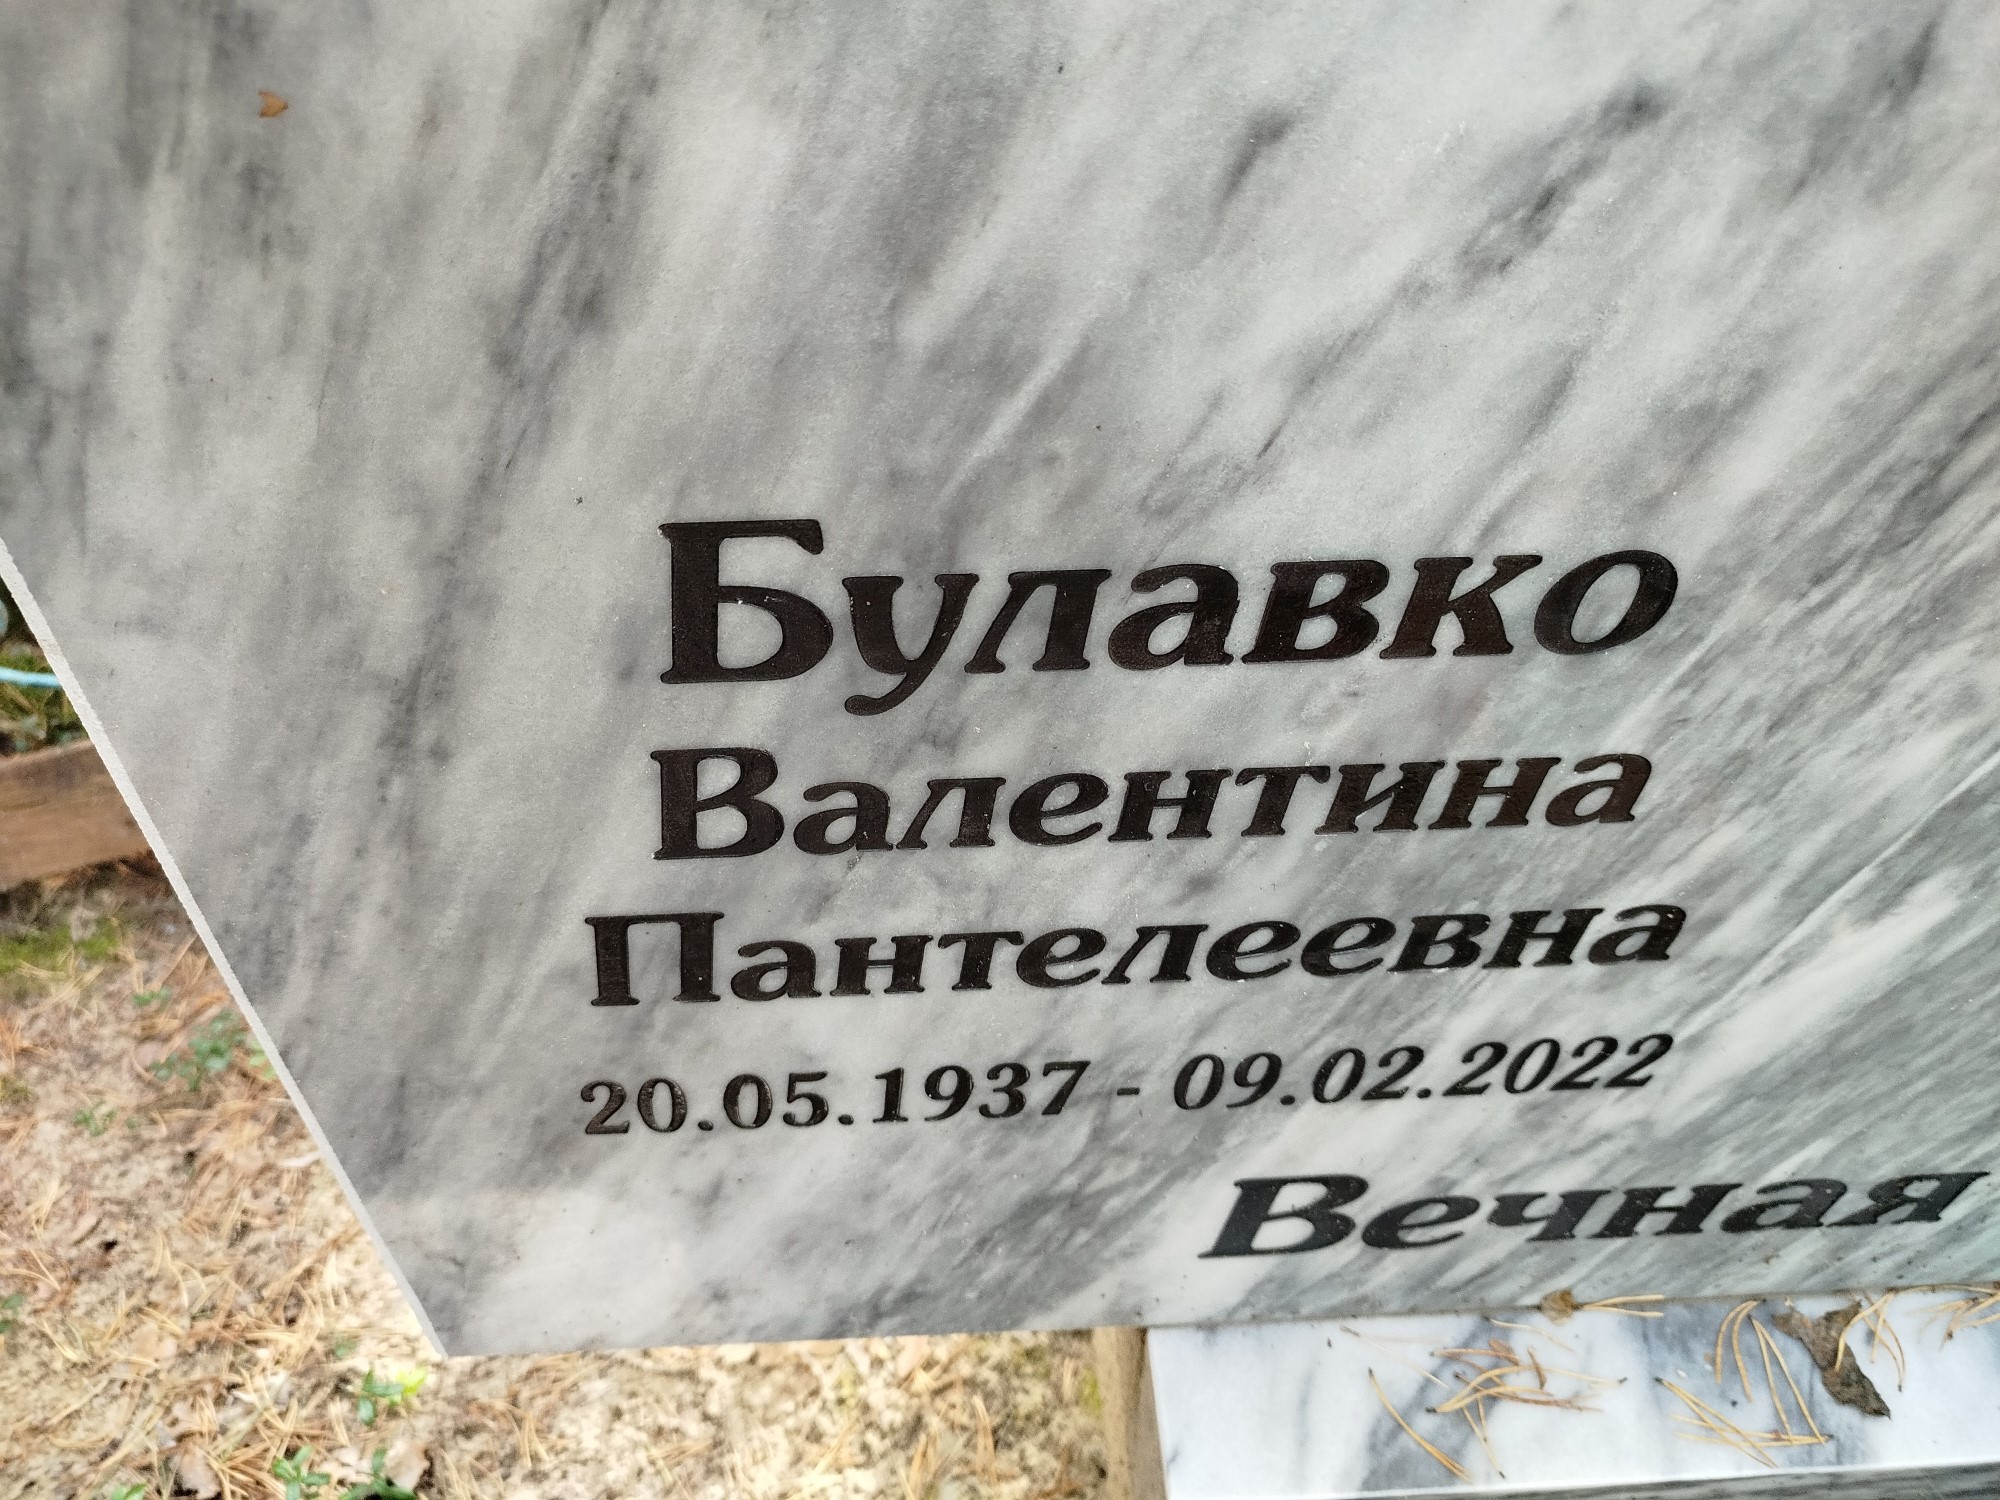 Булавко
Валентина
Пантелеевна
20.05.1937 - 09.02.2022
Вечная